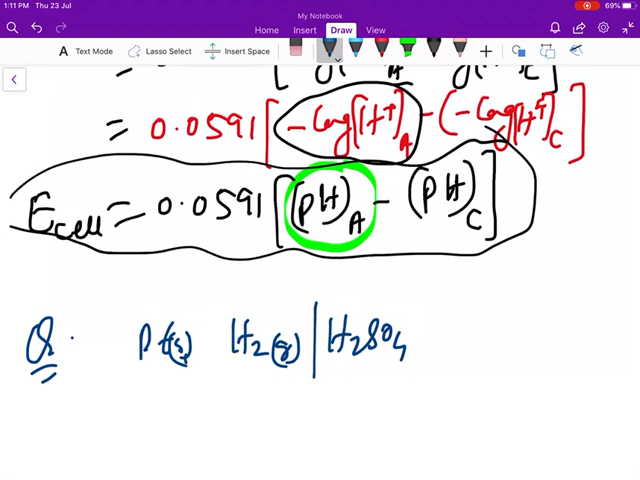 1:11 PM Thu 23 Jul
69%
My Notebook
Home Insert Draw View
Text Mode Lasso Select Insert Space
= 0.0591 [ -log[H+]A - (-log[H+]C ]
Ecell = 0.0591 [ (PH)A - (PH)C ]
Q. Pt(s) H2(g) | H2SO4